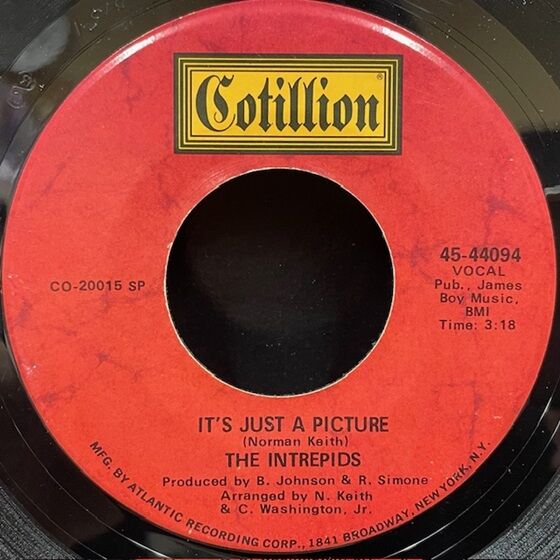 Cotillion®
45-44094
VOCAL
Pub., James
Boy Music,
BMI
Time: 3:18
CO-20015 SP
IT'S JUST A PICTURE
(Norman Keith)
THE INTREPIDS
Produced by B. Johnson & R. Simone
Arranged by N. Keith
& C. Washington, Jr.
MFG. BY ATLANTIC RECORDING CORP., 1841 BROADWAY, NEW YORK, N.Y.